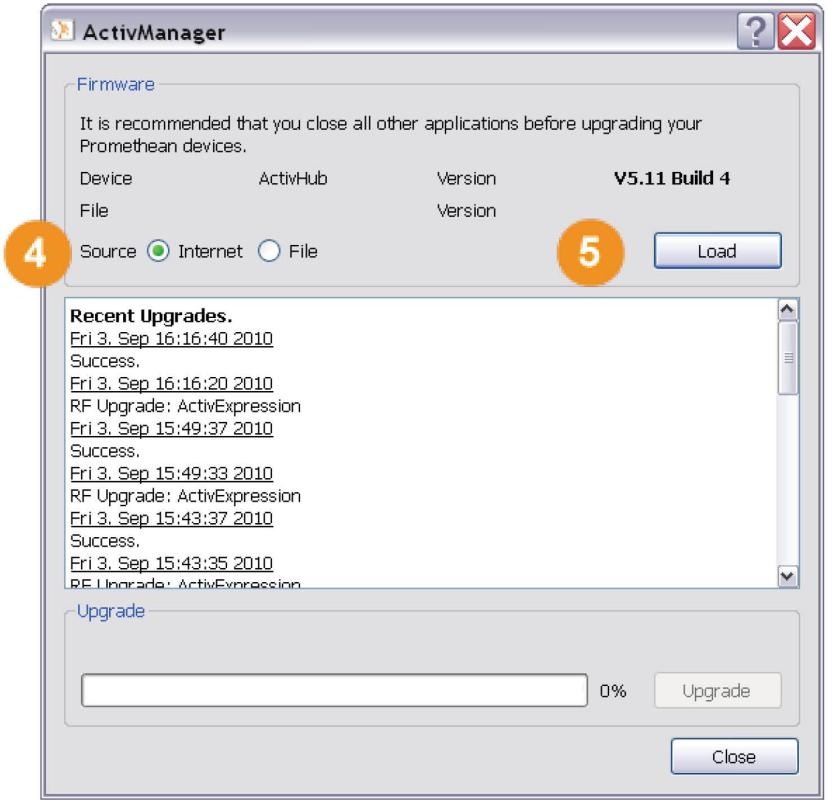 ActivManager
Firmware
It is recommended that you close all other applications before upgrading your
Promethean devices.
Device ActivHub Version V5.11 Build 4
File Version
4 Source Internet File 5 Load
Recent Upgrades.
Fri 3. Sep 16:16:40 2010
Success.
Fri 3. Sep 16:16:20 2010
RF Upgrade: ActivExpression
Fri 3. Sep 15:49:37 2010
Success.
Fri 3. Sep 15:49:33 2010
RF Upgrade: ActivExpression
Fri 3. Sep 15:43:37 2010
Success.
Fri 3. Sep 15:43:35 2010
RF Upgrade: ActivExpression
Upgrade
0% Upgrade
Close